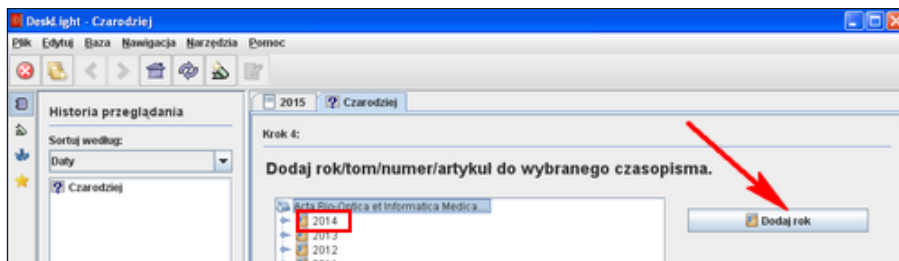 DeskLight - Czarodziej
Plik Edytuj Baza Nawigacja Narzędzia Pomoc
2015 Czarodziej
Historia przeglądania
Krok 4:
Sortuj według:
Daty
Dodaj rok/tom/numer/artykuł do wybranego czasopisma.
Czarodziej
Acta Bio-Optica et Informatica Medica...
2014
Dodaj rok
2013
2012